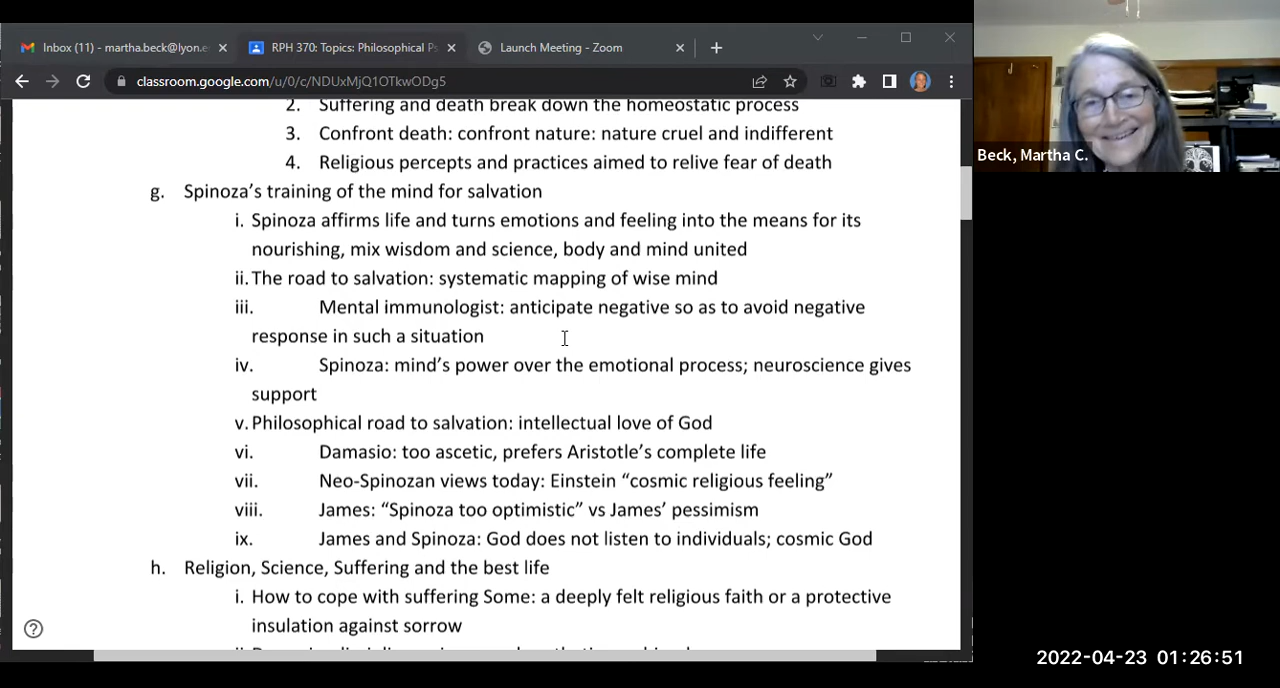 Inbox (11) - martha.beck@lyon.e
RPH 370: Topics: Philosophical Ps
Launch Meeting - Zoom
classroom.google.com/u/0/c/NDUxMjQ1OTkwODg5
2. Suffering and death break down the homeostatic process
3. Confront death: confront nature: nature cruel and indifferent
4. Religious percepts and practices aimed to relive fear of death
g. Spinoza’s training of the mind for salvation
i. Spinoza affirms life and turns emotions and feeling into the means for its
nourishing, mix wisdom and science, body and mind united
ii. The road to salvation: systematic mapping of wise mind
iii. Mental immunologist: anticipate negative so as to avoid negative
response in such a situation
iv. Spinoza: mind’s power over the emotional process; neuroscience gives
support
v. Philosophical road to salvation: intellectual love of God
vi. Damasio: too ascetic, prefers Aristotle’s complete life
vii. Neo-Spinozan views today: Einstein “cosmic religious feeling”
viii. James: “Spinoza too optimistic” vs James’ pessimism
ix. James and Spinoza: God does not listen to individuals; cosmic God
h. Religion, Science, Suffering and the best life
i. How to cope with suffering Some: a deeply felt religious faith or a protective
insulation against sorrow
Beck, Martha C.
2022-04-23 01:26:51